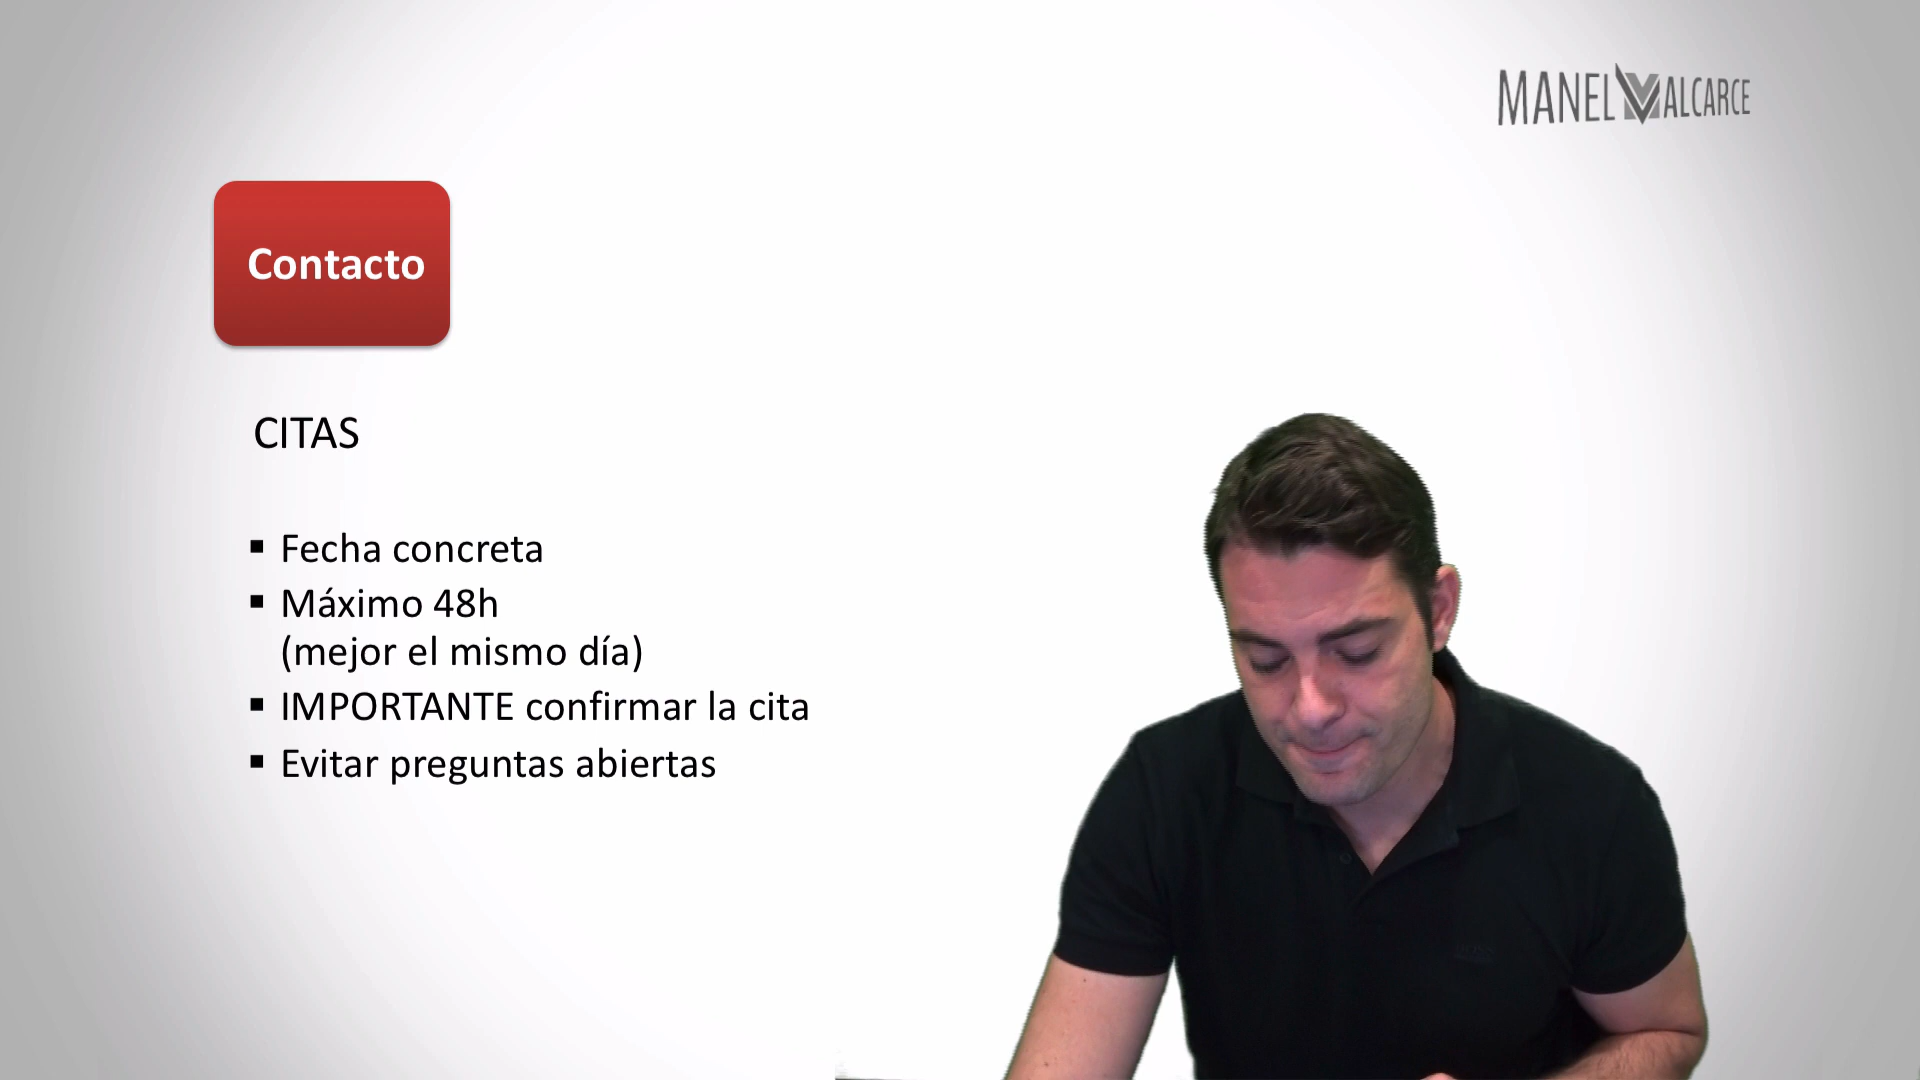 MANEL VALCARCE
Contacto
CITAS
▪ Fecha concreta
▪ Máximo 48h
(mejor el mismo día)
▪ IMPORTANTE confirmar la cita
▪ Evitar preguntas abiertas